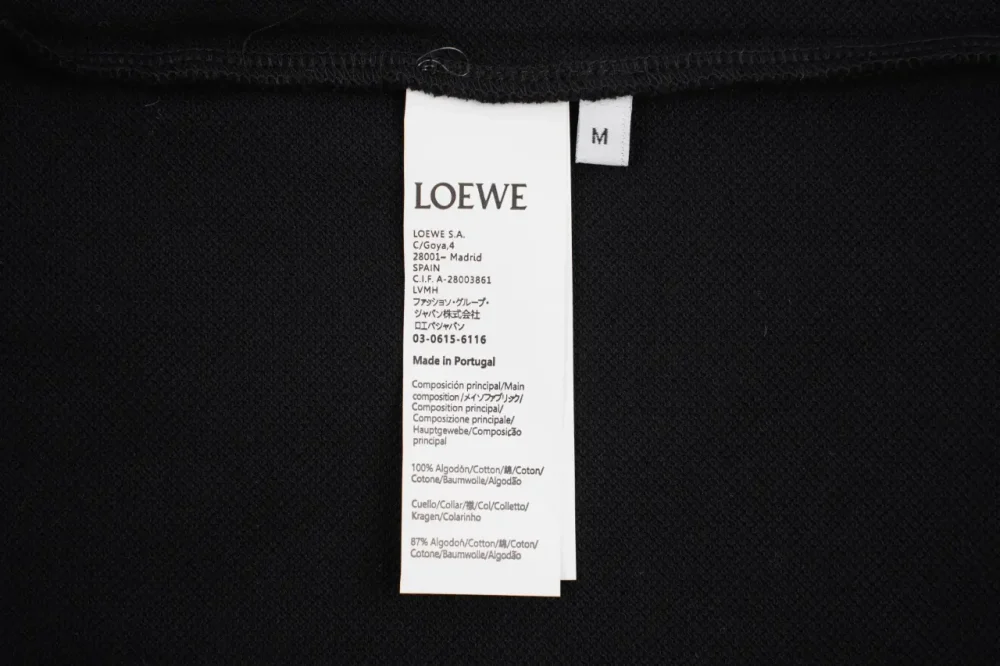 M
LOEWE
LOEWE S.A.
C/Goya,4
28001– Madrid
SPAIN
C.I.F. A-28003861
LVMH
ファッション・グループ・
ジャパン株式会社
ロエパジャパン
03-0615-6116
Made in Portugal
Composición principal/Main
composition /メイソファブリック/
Composition principal/
Composizione principale/
Hauptgewebe/Composição
principal
100% Algodón/Cotton/綿/Coton/
Cotone/Baumwolle/Algodão
Cuello/Collar/襟/Col/Colletto/
Kragen/Colarinho
87% Algodón/Cotton/綿/Coton/
Cotone/Baumwolle/Algodão